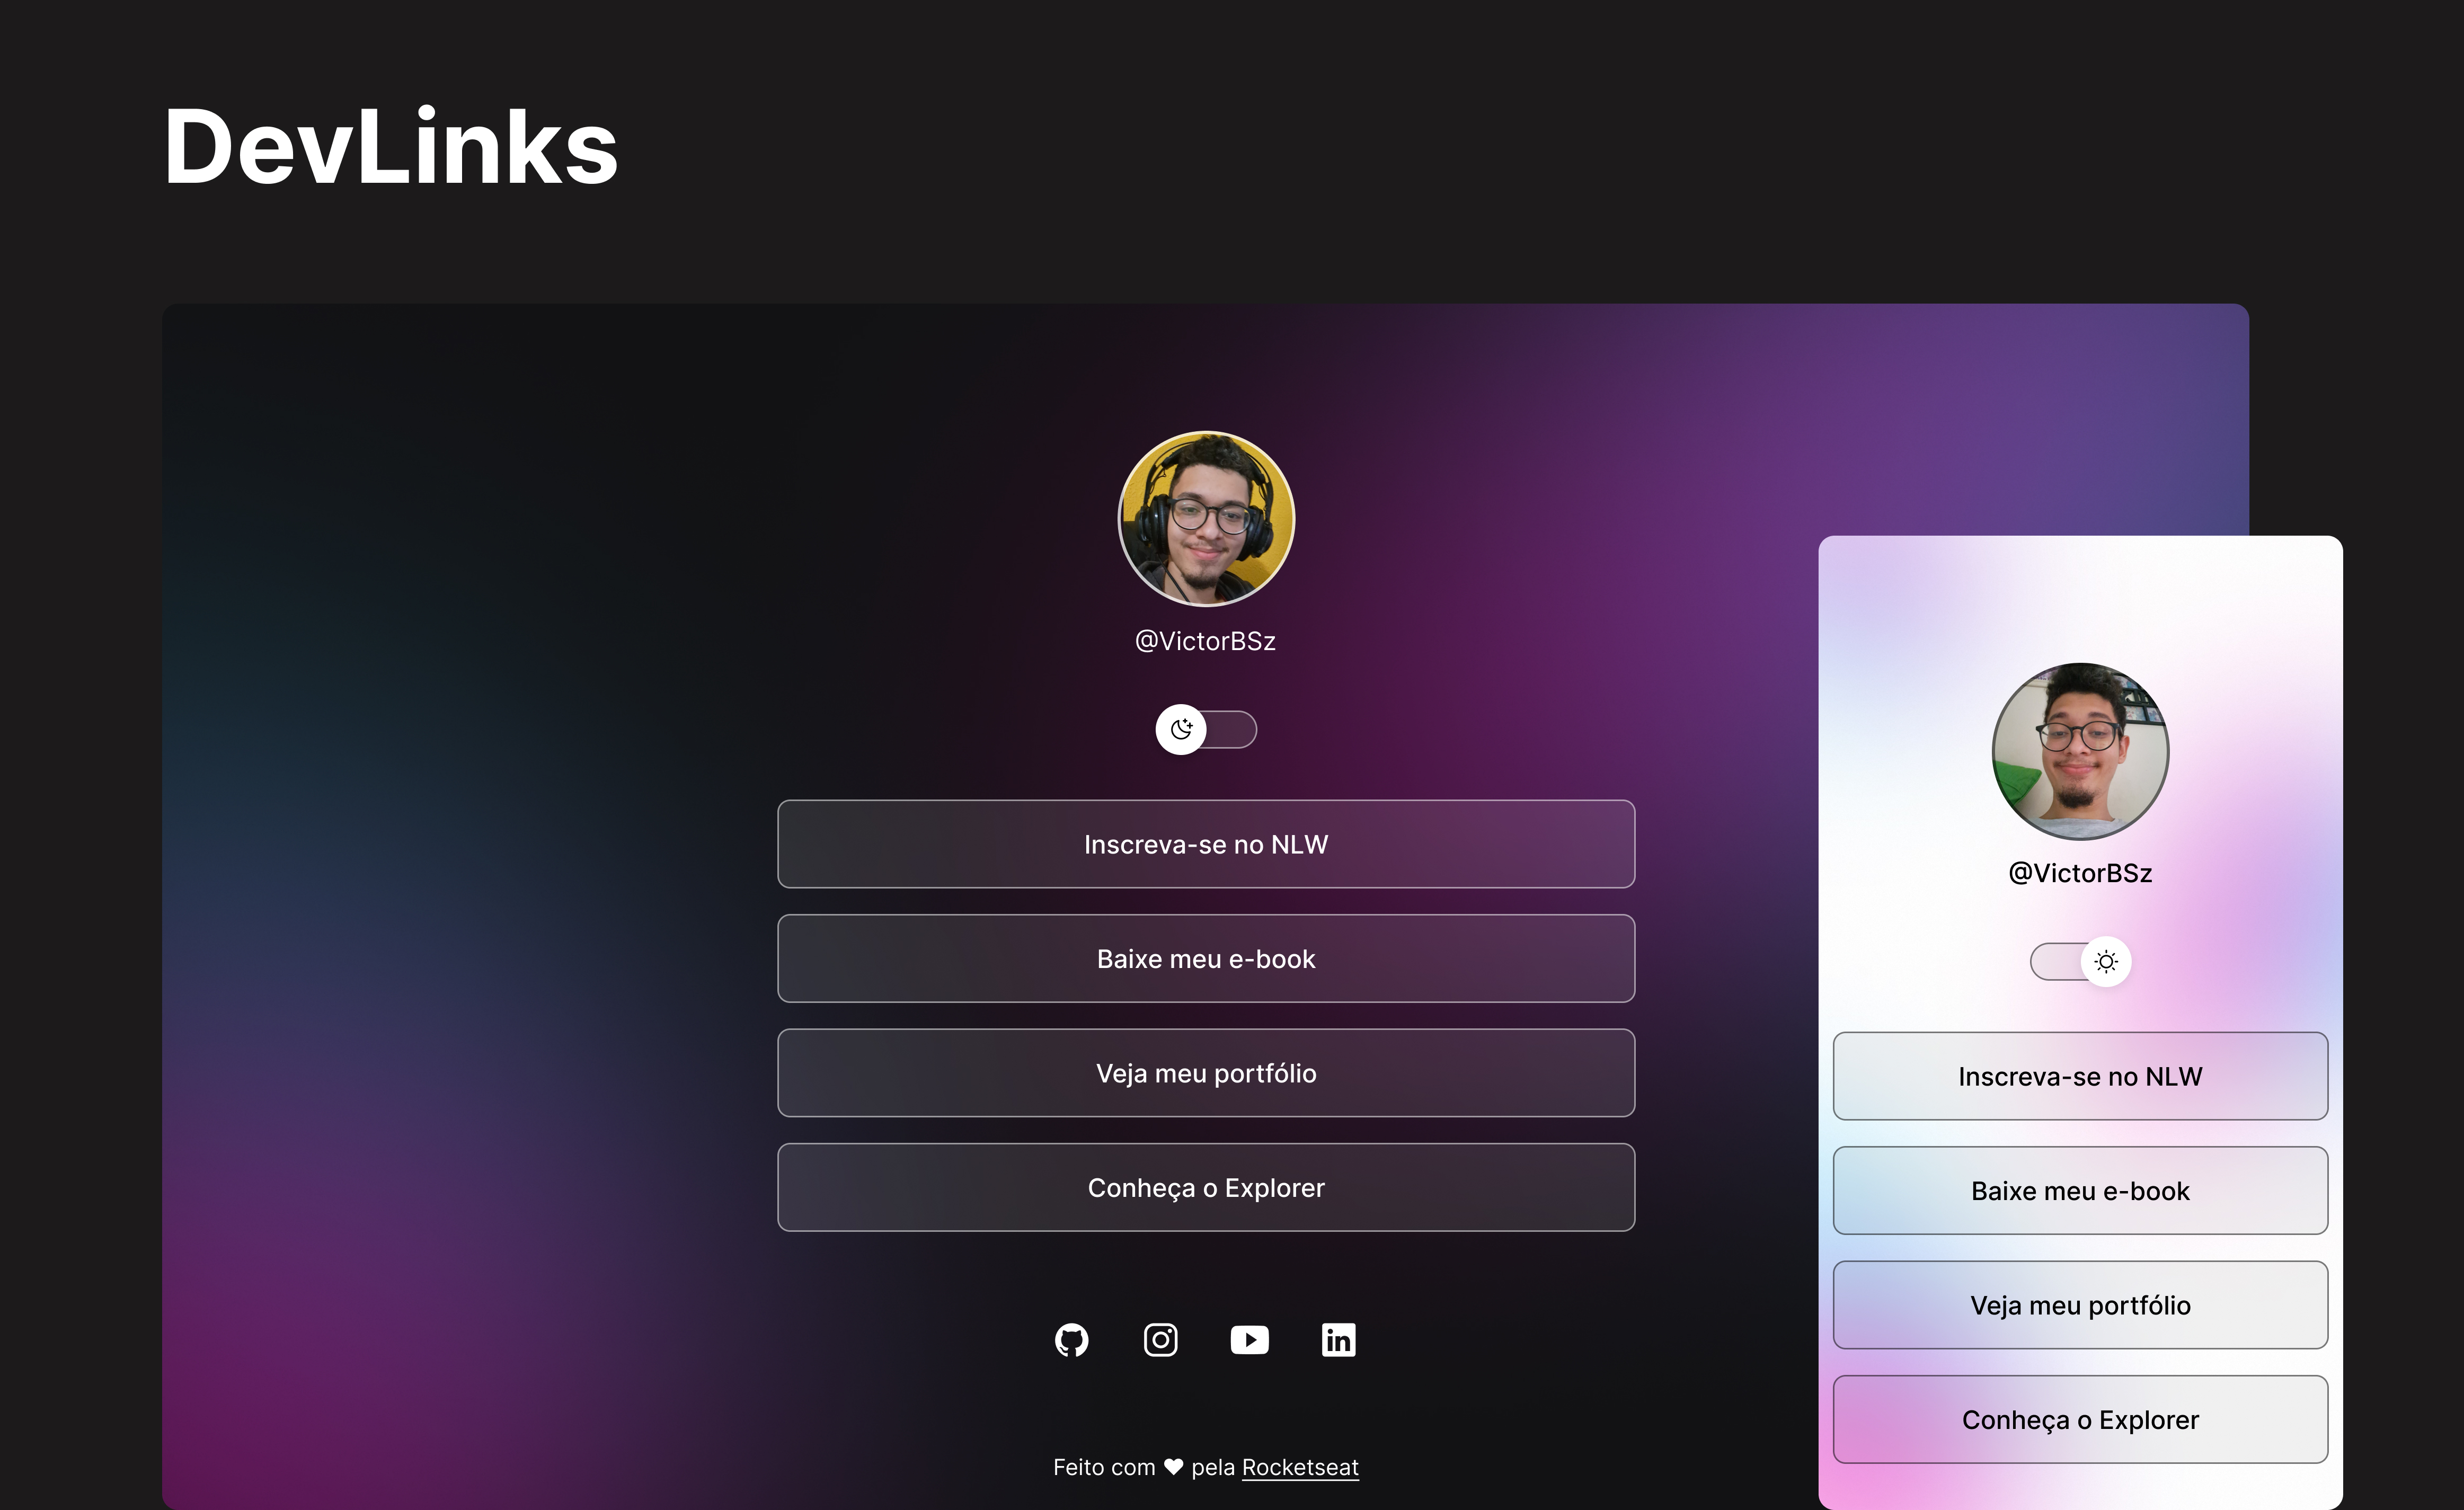 DevLinks
@VictorBSz
Inscreva-se no NLW
Baixe meu e-book
Veja meu portfólio
Conheça o Explorer
Feito com ♥ pela Rocketseat
@VictorBSz
Inscreva-se no NLW
Baixe meu e-book
Veja meu portfólio
Conheça o Explorer